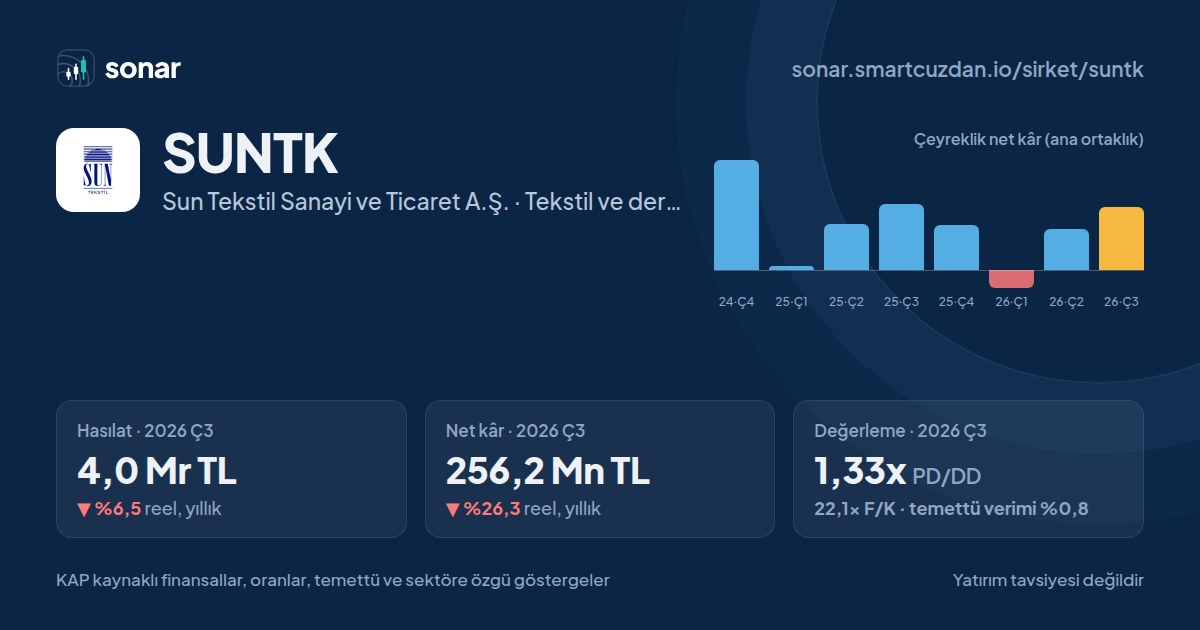 sonar
sonar.smartcuzdan.io/sirket/suntk
SUN
TEKSTİL
SUNTK
Sun Tekstil Sanayi ve Ticaret A.Ş. · Tekstil ve der...
Çeyreklik net kâr (ana ortaklık)
24·Ç4 25·Ç1 25·Ç2 25·Ç3 25·Ç4 26·Ç1 26·Ç2 26·Ç3
Hasılat · 2026 Ç3
4,0 Mr TL
▼ %6,5 reel, yıllık
Net kâr · 2026 Ç3
256,2 Mn TL
▼ %26,3 reel, yıllık
Değerleme · 2026 Ç3
1,33x PD/DD
22,1× F/K · temettü verimi %0,8
KAP kaynaklı finansallar, oranlar, temettü ve sektöre özgü göstergeler
Yatırım tavsiyesi değildir